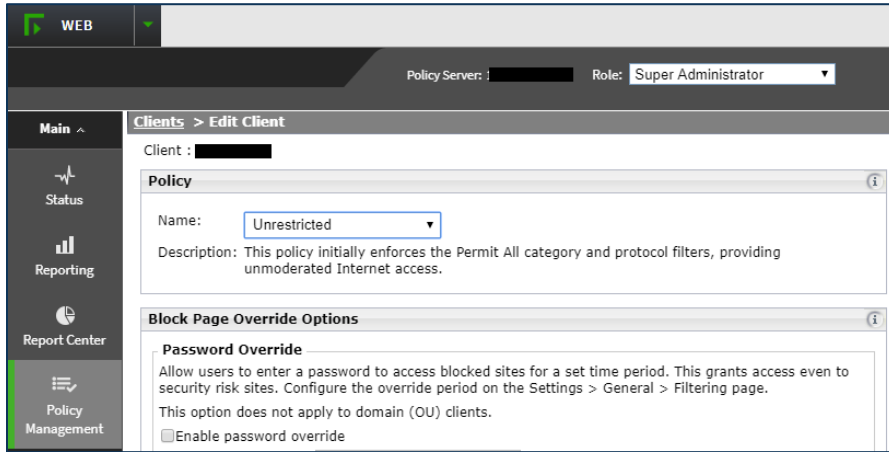 WEB
Policy Server: Role: Super Administrator
Main
Clients > Edit Client
Client :
Status
Policy
Name: Unrestricted
Description: This policy initially enforces the Permit All category and protocol filters, providing
unmoderated Internet access.
Reporting
Report Center
Block Page Override Options
Password Override
Allow users to enter a password to access blocked sites for a set time period. This grants access even to
security risk sites. Configure the override period on the Settings > General > Filtering page.
This option does not apply to domain (OU) clients.
Enable password override
Policy
Management